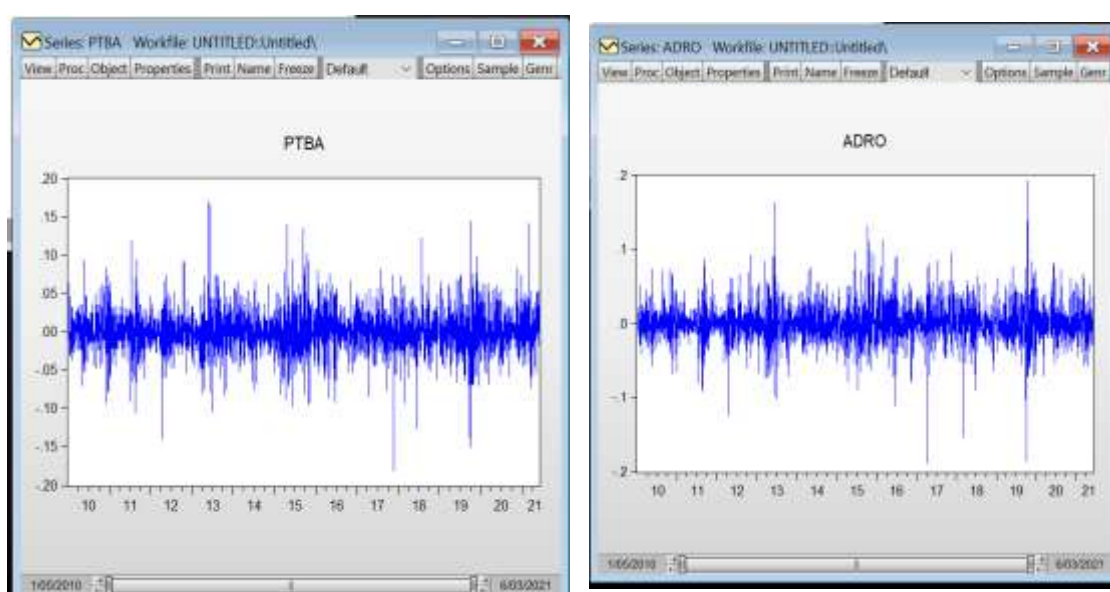 Series: PTBA Workfile: UNTITLED::Untitled\
View Proc Object Properties Print Name Freeze Default Options Sample Genr
PTBA
.20
.15
.10
.05
.00
-.05
-.10
-.15
-.20
10 11 12 13 14 15 16 17 18 19 20 21
1/05/2010 6/03/2021
Series: ADRO Workfile: UNTITLED::Untitled\
View Proc Object Properties Print Name Freeze Default Options Sample Genr
ADRO
.2
.1
.0
-.1
-.2
10 11 12 13 14 15 16 17 18 19 20 21
1/05/2010 6/03/2021